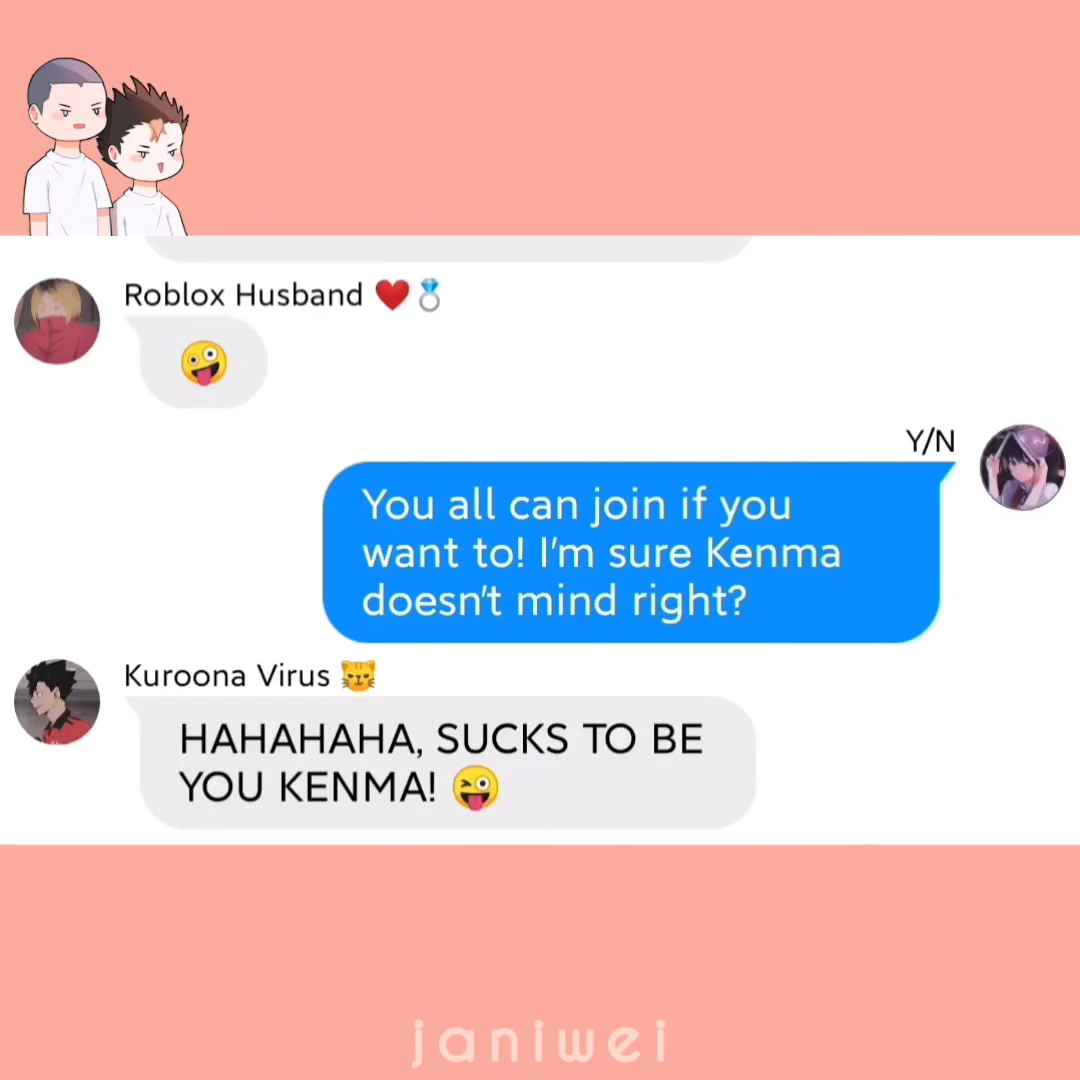 Roblox Husband ❤️💍
🤪
Y/N
You all can join if you
want to! I'm sure Kenma
doesn't mind right?
Kuroona Virus 🐱
HAHAHAHA, SUCKS TO BE
YOU KENMA! 😜
janiwei